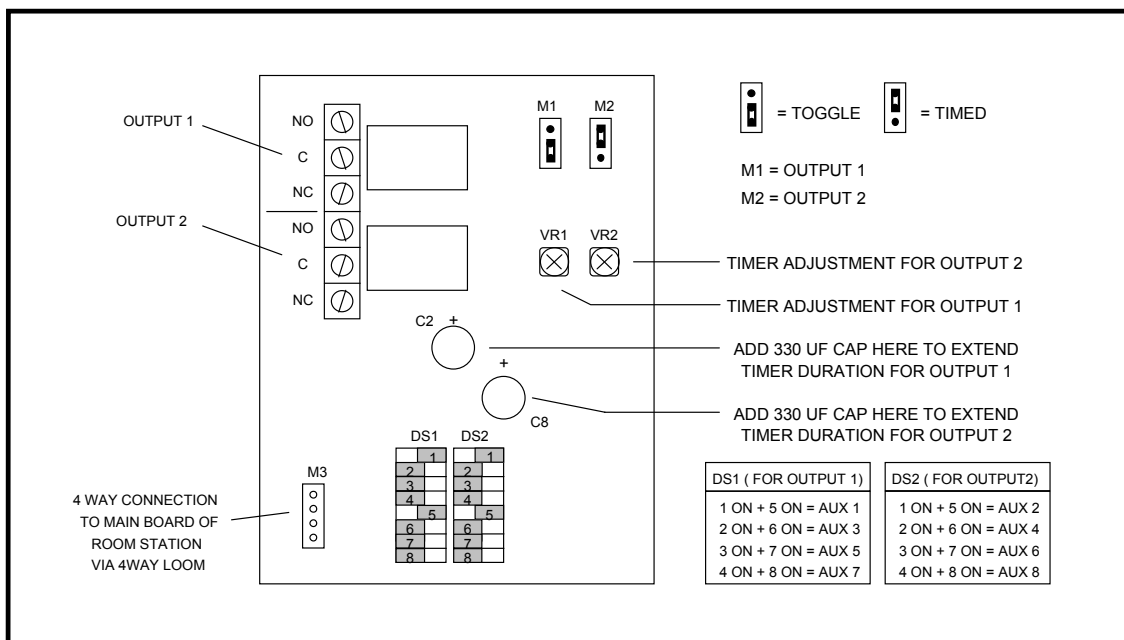 OUTPUT 1
NO
C
NC
OUTPUT 2
NO
C
NC
M1 M2
= TOGGLE = TIMED
M1 = OUTPUT 1
M2 = OUTPUT 2
VR1 VR2
TIMER ADJUSTMENT FOR OUTPUT 2
TIMER ADJUSTMENT FOR OUTPUT 1
C2 +
ADD 330 UF CAP HERE TO EXTEND
TIMER DURATION FOR OUTPUT 1
+
C8
ADD 330 UF CAP HERE TO EXTEND
TIMER DURATION FOR OUTPUT 2
DS1 DS2
1 1
2 2
3 3
4 4
5 5
6 6
7 7
8 8
M3
4 WAY CONNECTION
TO MAIN BOARD OF
ROOM STATION
VIA 4WAY LOOM
DS1 ( FOR OUTPUT 1)
1 ON + 5 ON = AUX 1
2 ON + 6 ON = AUX 3
3 ON + 7 ON = AUX 5
4 ON + 8 ON = AUX 7
DS2 ( FOR OUTPUT2)
1 ON + 5 ON = AUX 2
2 ON + 6 ON = AUX 4
3 ON + 7 ON = AUX 6
4 ON + 8 ON = AUX 8